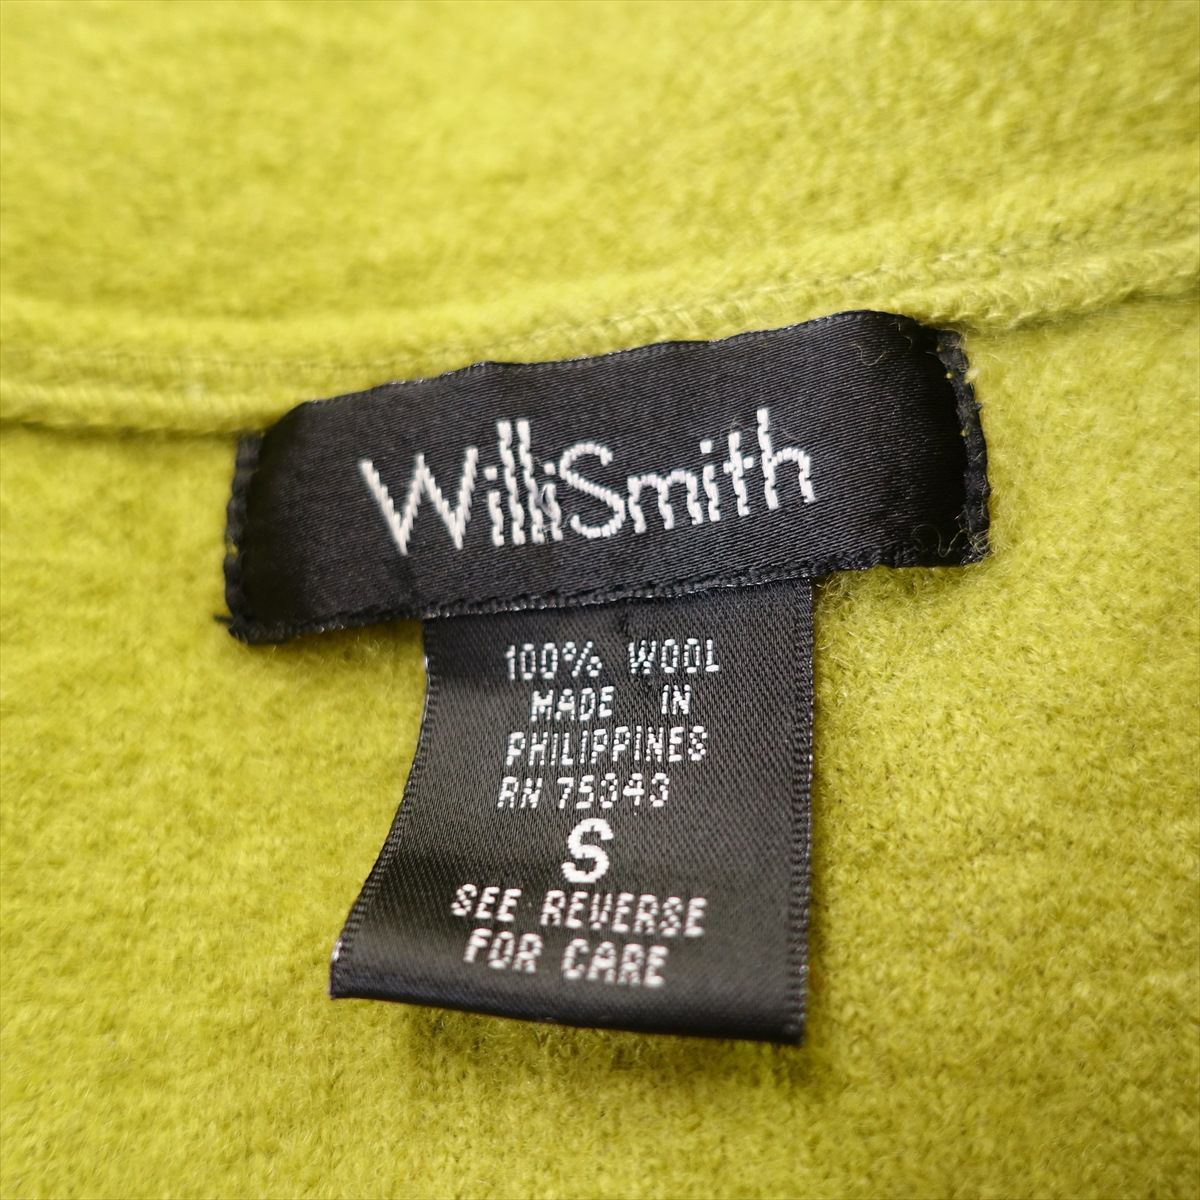 WilliSmith
100% WOOL
MADE IN
PHILIPPINES
RN 75343
S
SEE REVERSE
FOR CARE